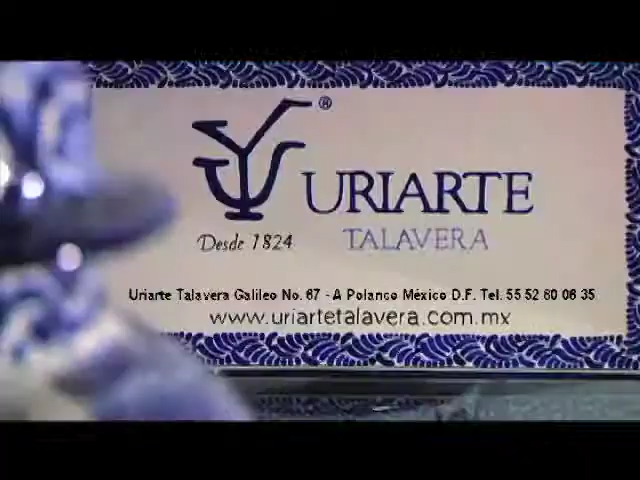 ®
URIARTE
Desde 1824
TALAVERA
Uriarte Talavera Galileo No. 67 - A Polanco México D.F. Tel. 55 52 80 06 35
www.uriartetalavera.com.mx